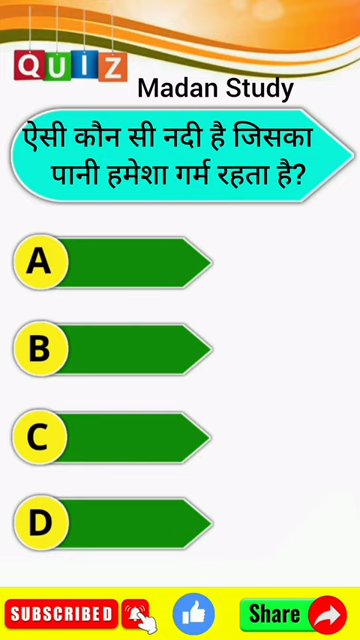 QUIZ
Madan Study
ऐसी कौन सी नदी है जिसका
पानी हमेशा गर्म रहता है?
A
B
C
D
SUBSCRIBED
Share